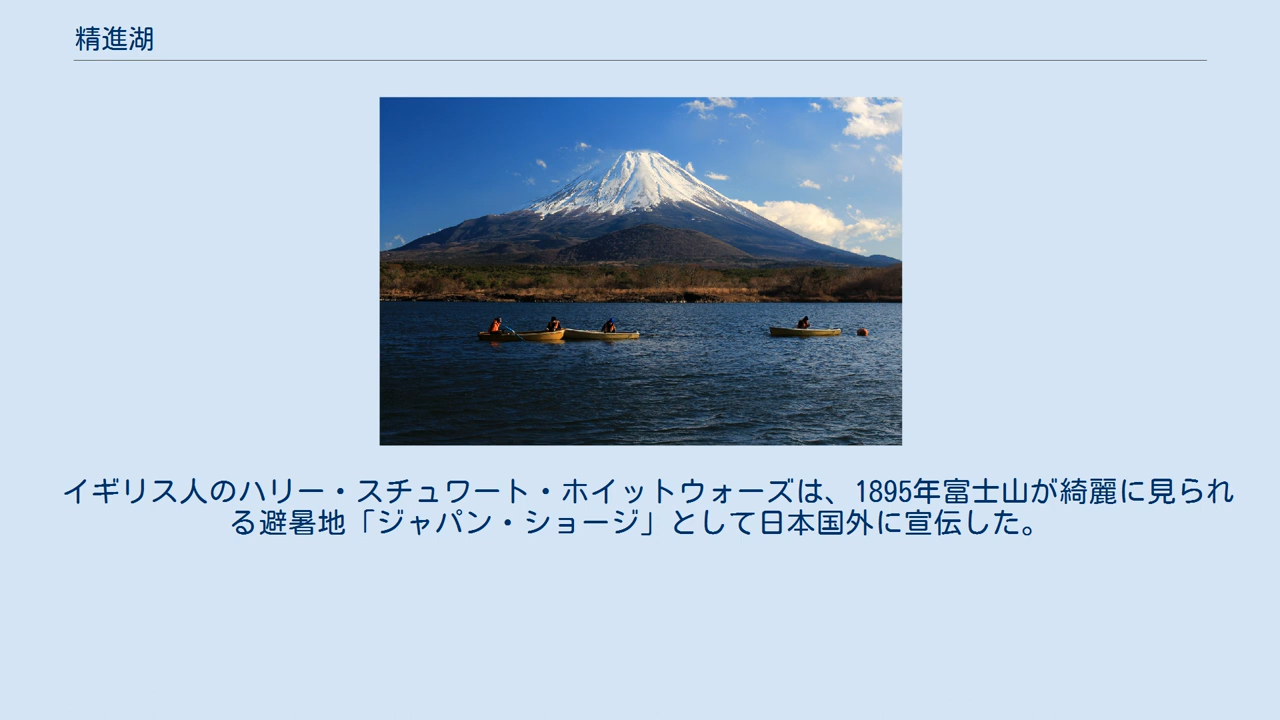 精進湖
イギリス人のハリー・スチュワート・ホイットウォーズは、1895年富士山が綺麗に見られ
る避暑地「ジャパン・ショージ」として日本国外に宣伝した。